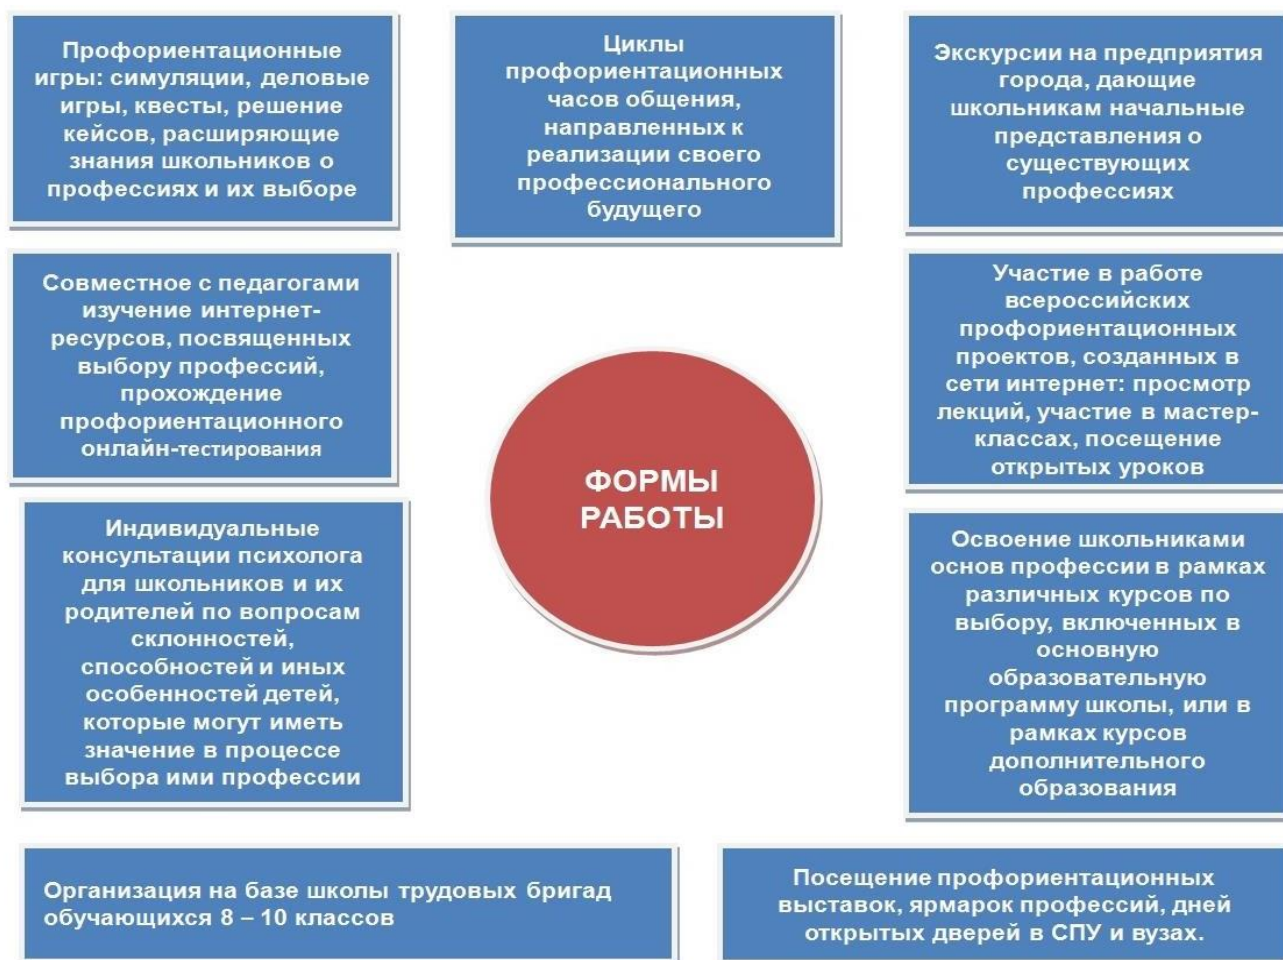 Профориентационные
игры: симуляции, деловые
игры, квесты, решение
кейсов, расширяющие
знания школьников о
профессиях и их выборе
Циклы
профориентационных
часов общения,
направленных к
реализации своего
профессионального
будущего
Экскурсии на предприятия
города, дающие
школьникам начальные
представления о
существующих
профессиях
Совместное с педагогами
изучение интернет-
ресурсов, посвященных
выбору профессий,
прохождение
профориентационного
онлайн-тестирования
Участие в работе
всероссийских
профориентационных
проектов, созданных в
сети интернет: просмотр
лекций, участие в мастер-
классах, посещение
открытых уроков
ФОРМЫ
РАБОТЫ
Индивидуальные
консультации психолога
для школьников и их
родителей по вопросам
склонностей,
способностей и иных
особенностей детей,
которые могут иметь
значение в процессе
выбора ими профессии
Освоение школьниками
основ профессии в рамках
различных курсов по
выбору, включенных в
основную
образовательную
программу школы, или в
рамках курсов
дополнительного
образования
Организация на базе школы трудовых бригад
обучающихся 8 – 10 классов
Посещение профориентационных
выставок, ярмарок профессий, дней
открытых дверей в СПУ и вузах.